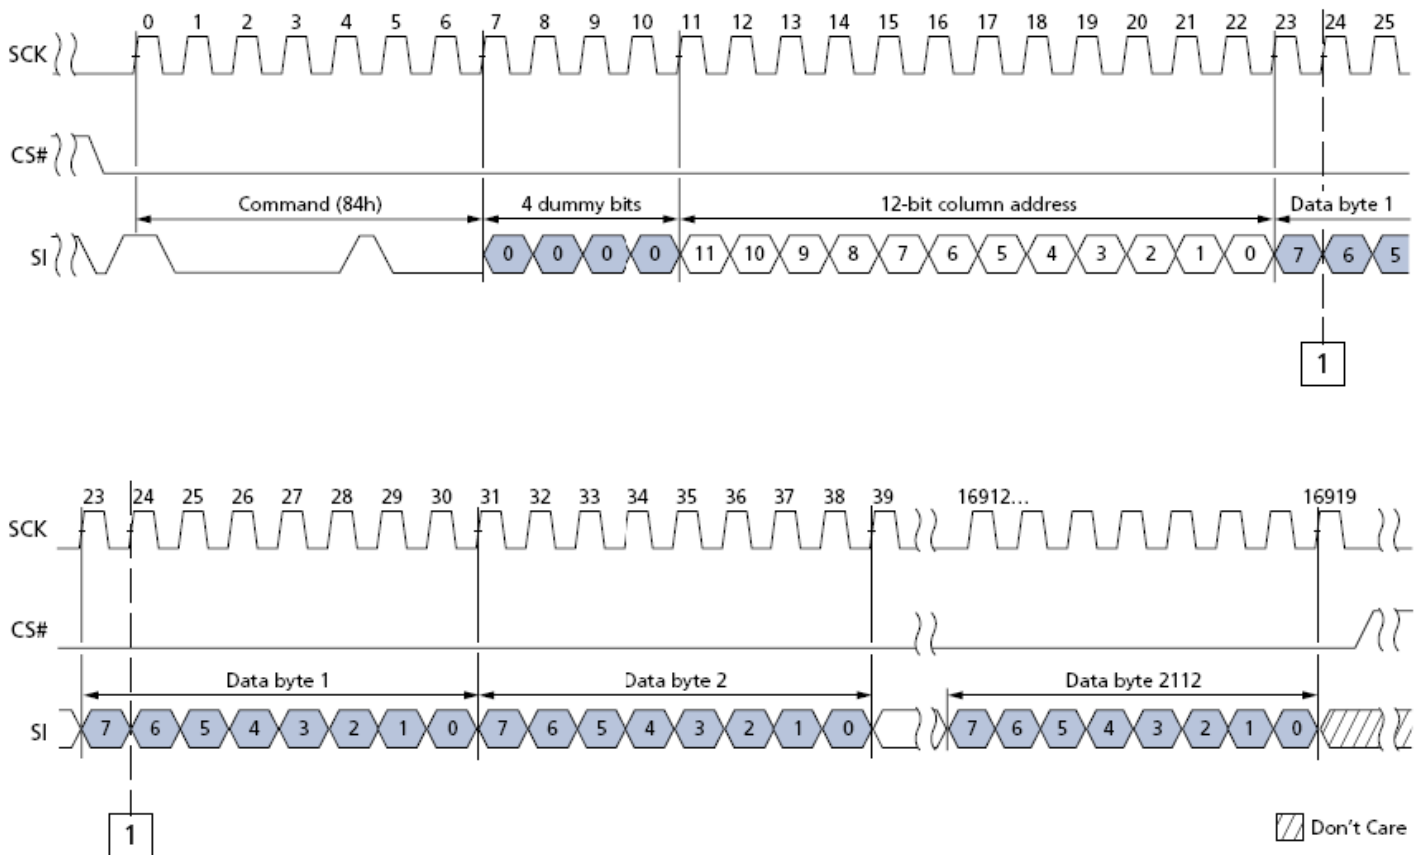 0 1 2 3 4 5 6 7 8 9 10 11 12 13 14 15 16 17 18 19 20 21 22 23 24 25
SCK
CS#
Command (84h) 4 dummy bits 12-bit column address Data byte 1
SI 0 0 0 0 11 10 9 8 7 6 5 4 3 2 1 0 7 6 5
1
23 24 25 26 27 28 29 30 31 32 33 34 35 36 37 38 39 16912... 16919
SCK
CS#
Data byte 1 Data byte 2 Data byte 2112
SI 7 6 5 4 3 2 1 0 7 6 5 4 3 2 1 0 7 6 5 4 3 2 1 0
1
Don't Care